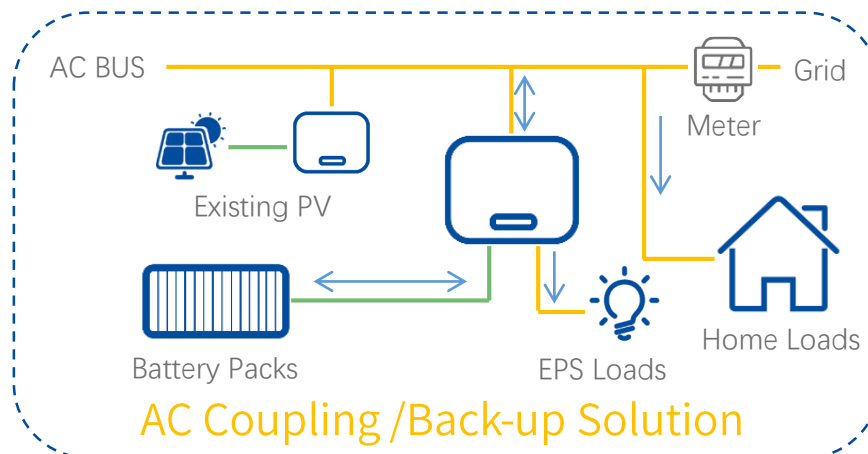 AC BUS
Grid
Meter
Existing PV
Battery Packs
EPS Loads
Home Loads
AC Coupling /Back-up Solution